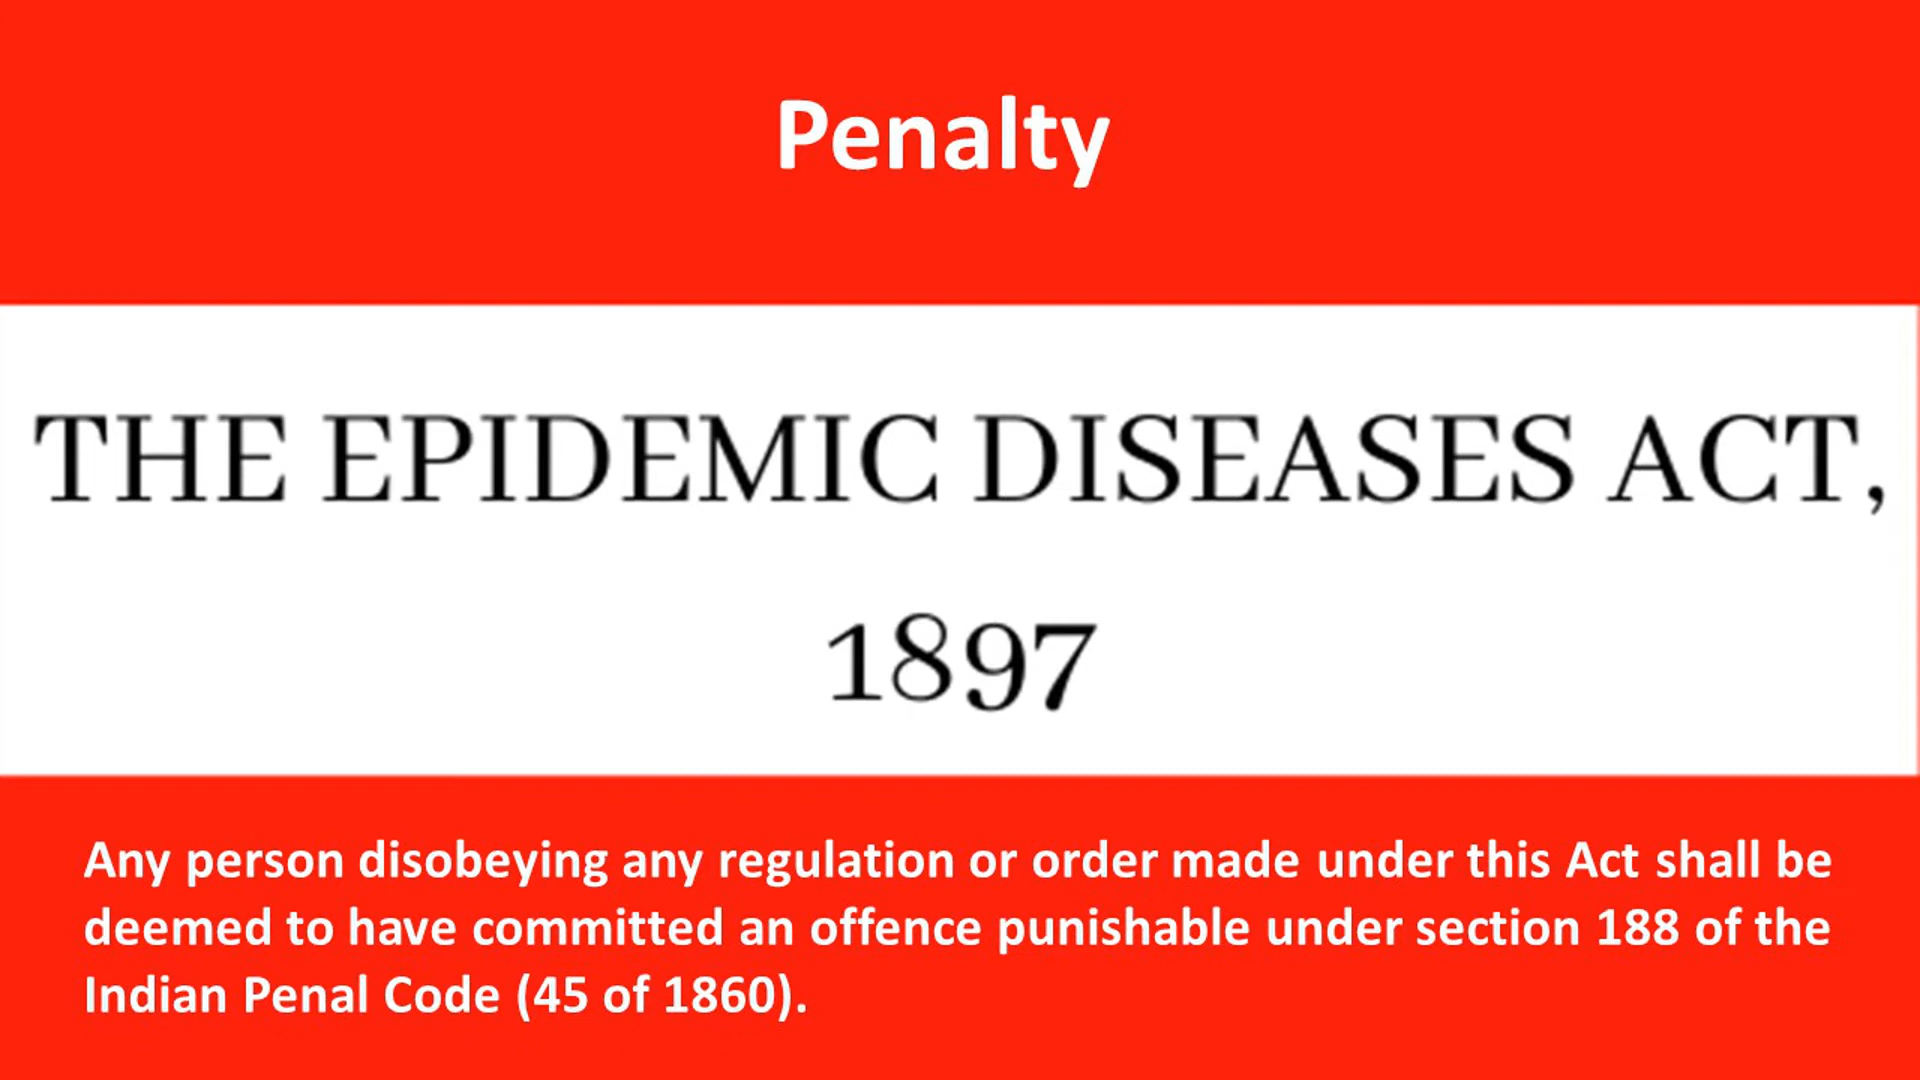 Penalty
THE EPIDEMIC DISEASES ACT,
1897
Any person disobeying any regulation or order made under this Act shall be
deemed to have committed an offence punishable under section 188 of the
Indian Penal Code (45 of 1860).